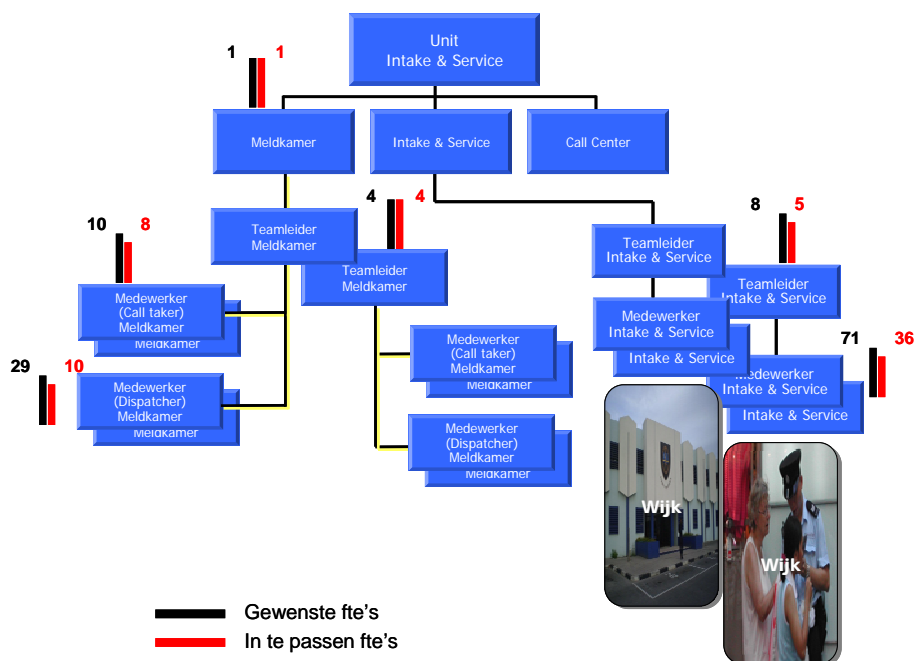 Unit
Intake & Service
1 1
Meldkamer
Intake & Service
Call Center
10 8
Teamleider
Meldkamer
4 4
Teamleider
Meldkamer
8 5
Teamleider
Intake & Service
Teamleider
Intake & Service
Medewerker
(Call taker)
Meldkamer
Meldkamer
29 10
Medewerker
(Dispatcher)
Meldkamer
Meldkamer
Medewerker
(Call taker)
Meldkamer
Meldkamer
Medewerker
(Dispatcher)
Meldkamer
Meldkamer
Medewerker
Intake & Service
Intake & Service
71 36
Medewerker
Intake & Service
Intake & Service
Wijk
Wijk
Gewenste fte's
In te passen fte's